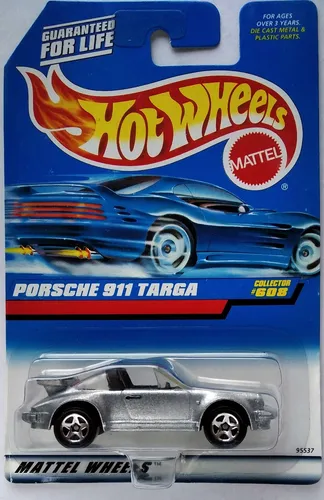 GUARANTEED
FOR LIFE
FOR AGES
OVER 3 YEARS.
DIE CAST METAL &
PLASTIC PARTS.
Hot Wheels
MATTEL
®
PORSCHE 911 TARGA
COLLECTOR
#608
95537
MATTEL WHEELS™